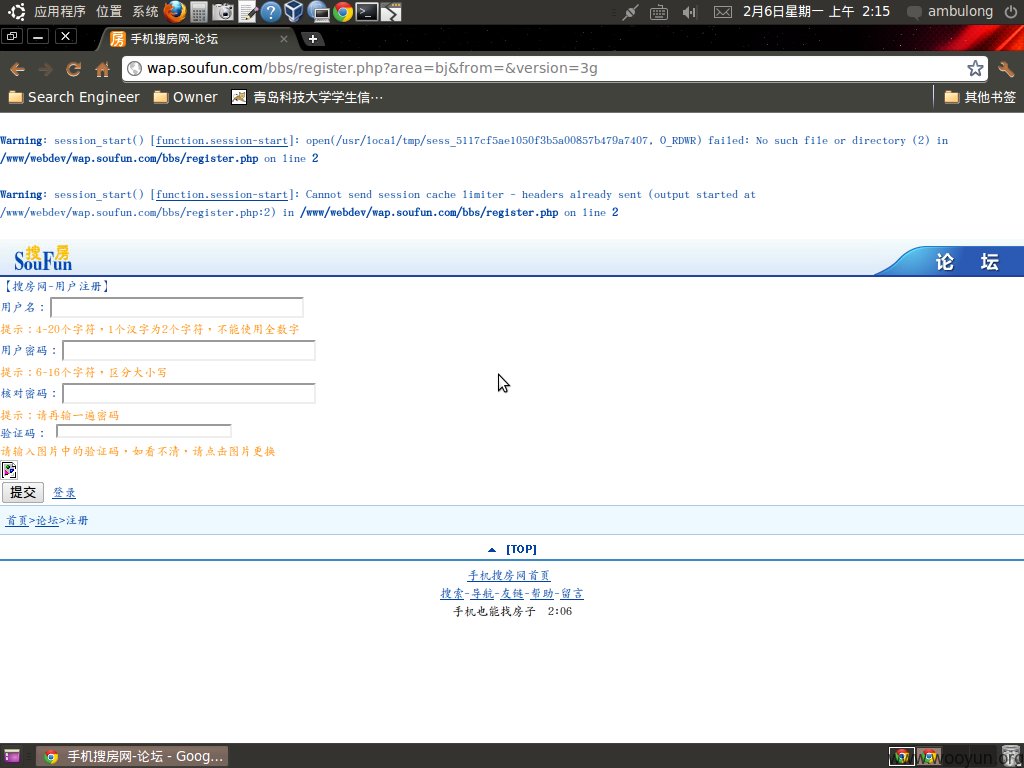 应用程序 位置 系统 2月6日星期一 上午 2:15 ambulong
手机搜房网-论坛
wap.soufun.com/bbs/register.php?area=bj&from=&version=3g
Search Engineer Owner 青岛科技大学学生信… 其他书签
Warning: session_start() [function.session-start]: open(/usr/local/tmp/sess_5117cf5ae1050f3b5a00857b479a7407, O_RDWR) failed: No such file or directory (2) in
/www/webdev/wap.soufun.com/bbs/register.php on line 2
Warning: session_start() [function.session-start]: Cannot send session cache limiter - headers already sent (output started at
/www/webdev/wap.soufun.com/bbs/register.php:2) in /www/webdev/wap.soufun.com/bbs/register.php on line 2
搜房
SouFun
论 坛
【搜房网-用户注册】
用户名：
提示：4-20个字符，1个汉字为2个字符，不能使用全数字
用户密码：
提示：6-16个字符，区分大小写
核对密码：
提示：请再输一遍密码
验证码：
请输入图片中的验证码，如看不清，请点击图片更换
提交 登录
首页>论坛>注册
[TOP]
手机搜房网首页
搜索-导航-友链-帮助-留言
手机也能找房子 2:06
手机搜房网-论坛 - Goog...
www.wooyun.org